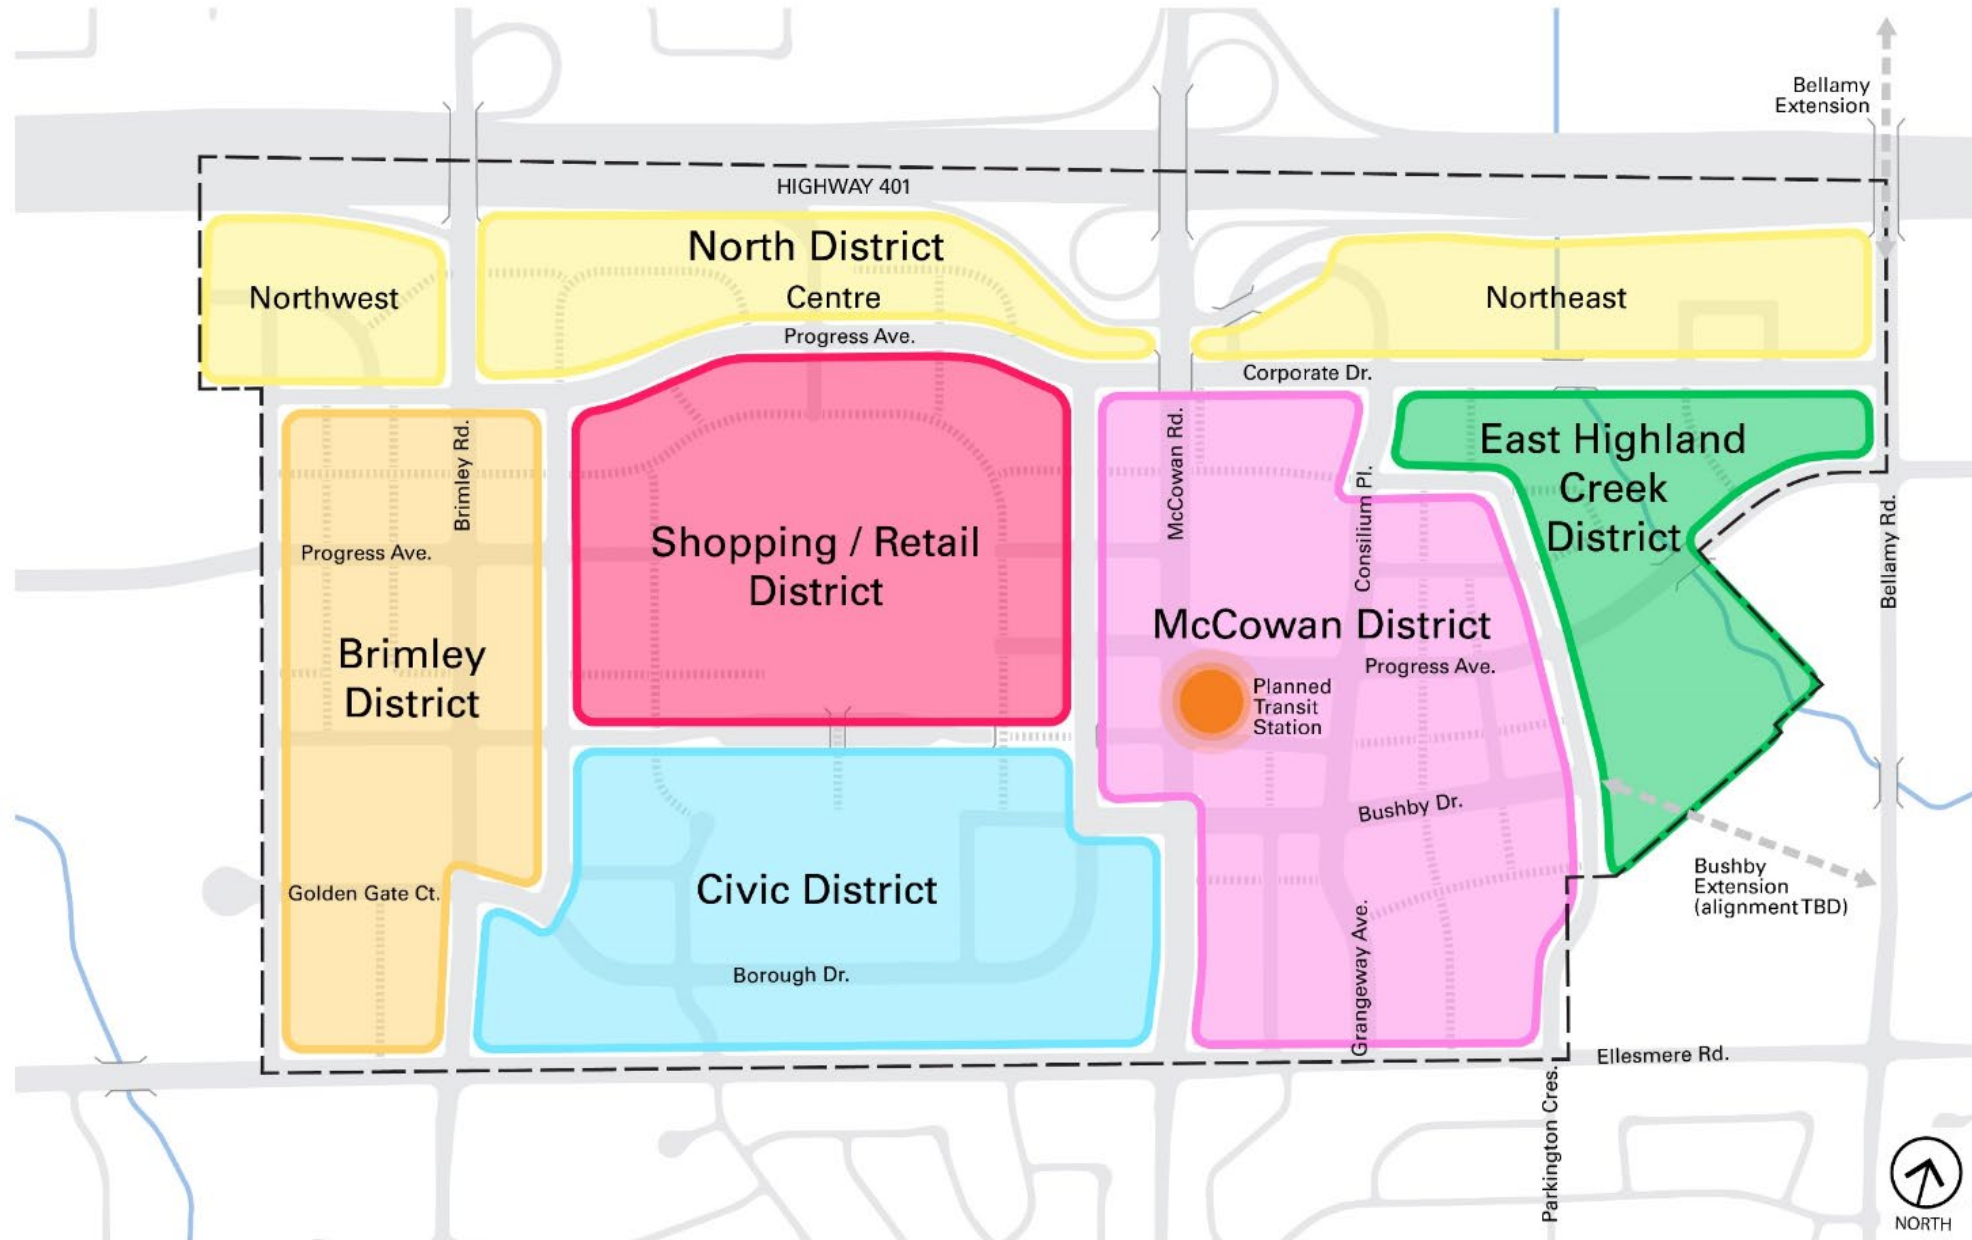 Bellamy
Extension
HIGHWAY 401
North District
Northwest
Centre
Northeast
Progress Ave.
Corporate Dr.
Brimley Rd.
McCowan Rd.
East Highland
Creek
District
Consilium Pl.
Bellamy Rd.
Progress Ave.
Shopping / Retail
District
McCowan District
Brimley
District
Progress Ave.
Planned
Transit
Station
Bushby Dr.
Golden Gate Ct.
Civic District
Bushby
Extension
(alignment TBD)
Grangeway Ave.
Borough Dr.
Ellesmere Rd.
Parkington Cres.
NORTH